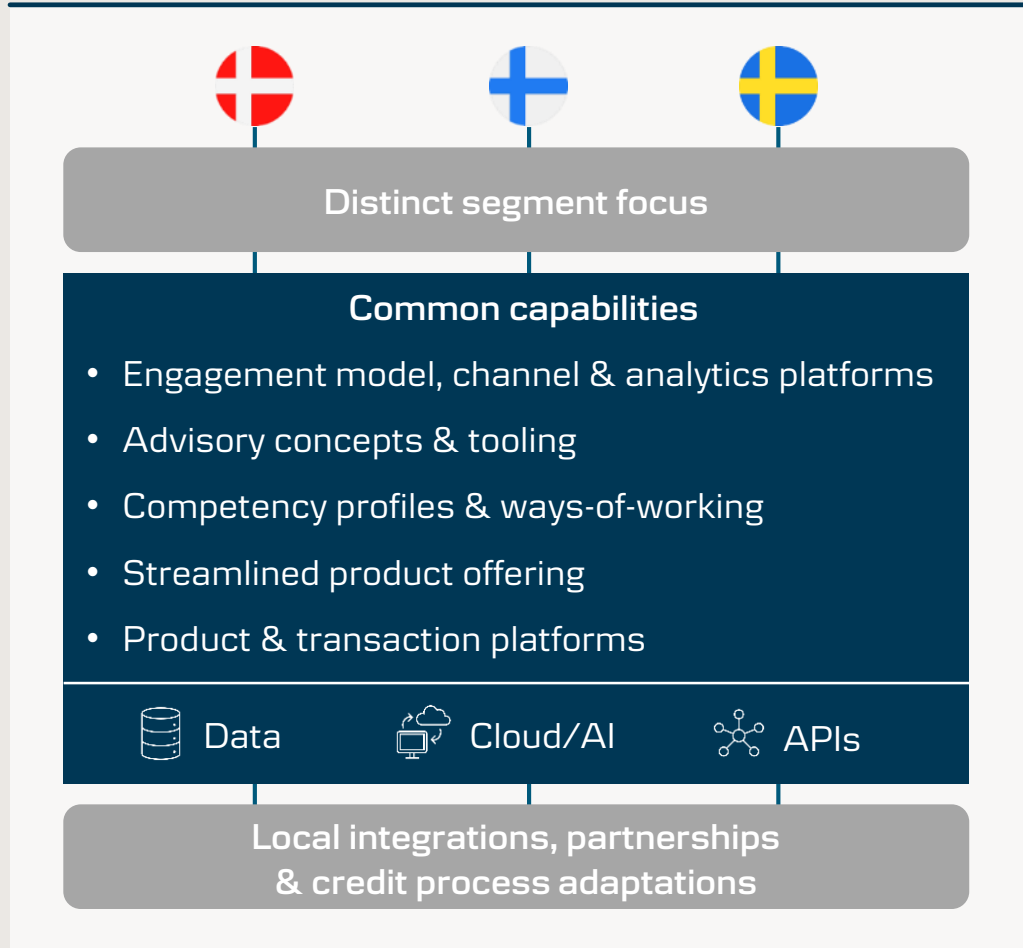 Distinct segment focus
Common capabilities
• Engagement model, channel & analytics platforms
• Advisory concepts & tooling
• Competency profiles & ways-of-working
• Streamlined product offering
• Product & transaction platforms
Data
Cloud/AI
APIs
Local integrations, partnerships
& credit process adaptations